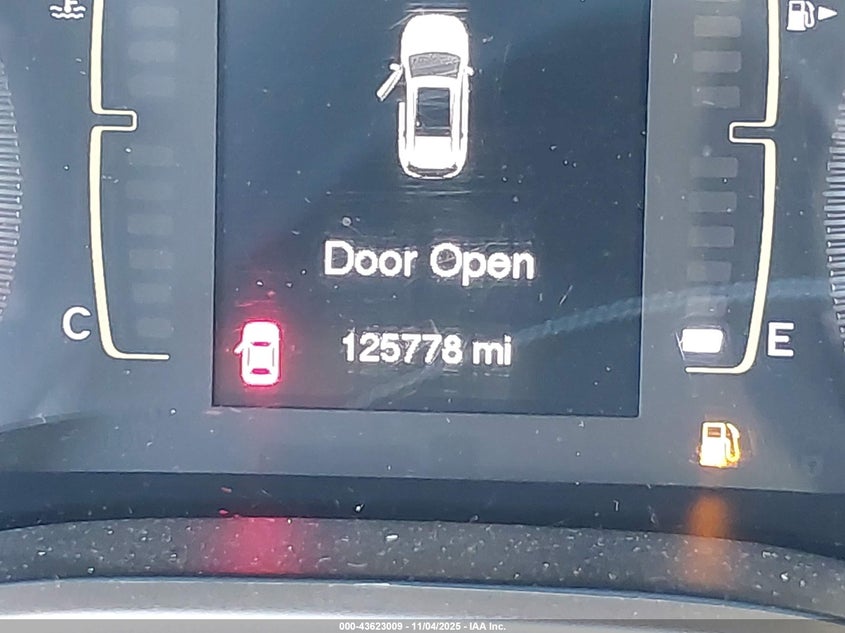 Door Open
125778 mi
C
E
000-43623009 - 11/04/2025 - IAA Inc.